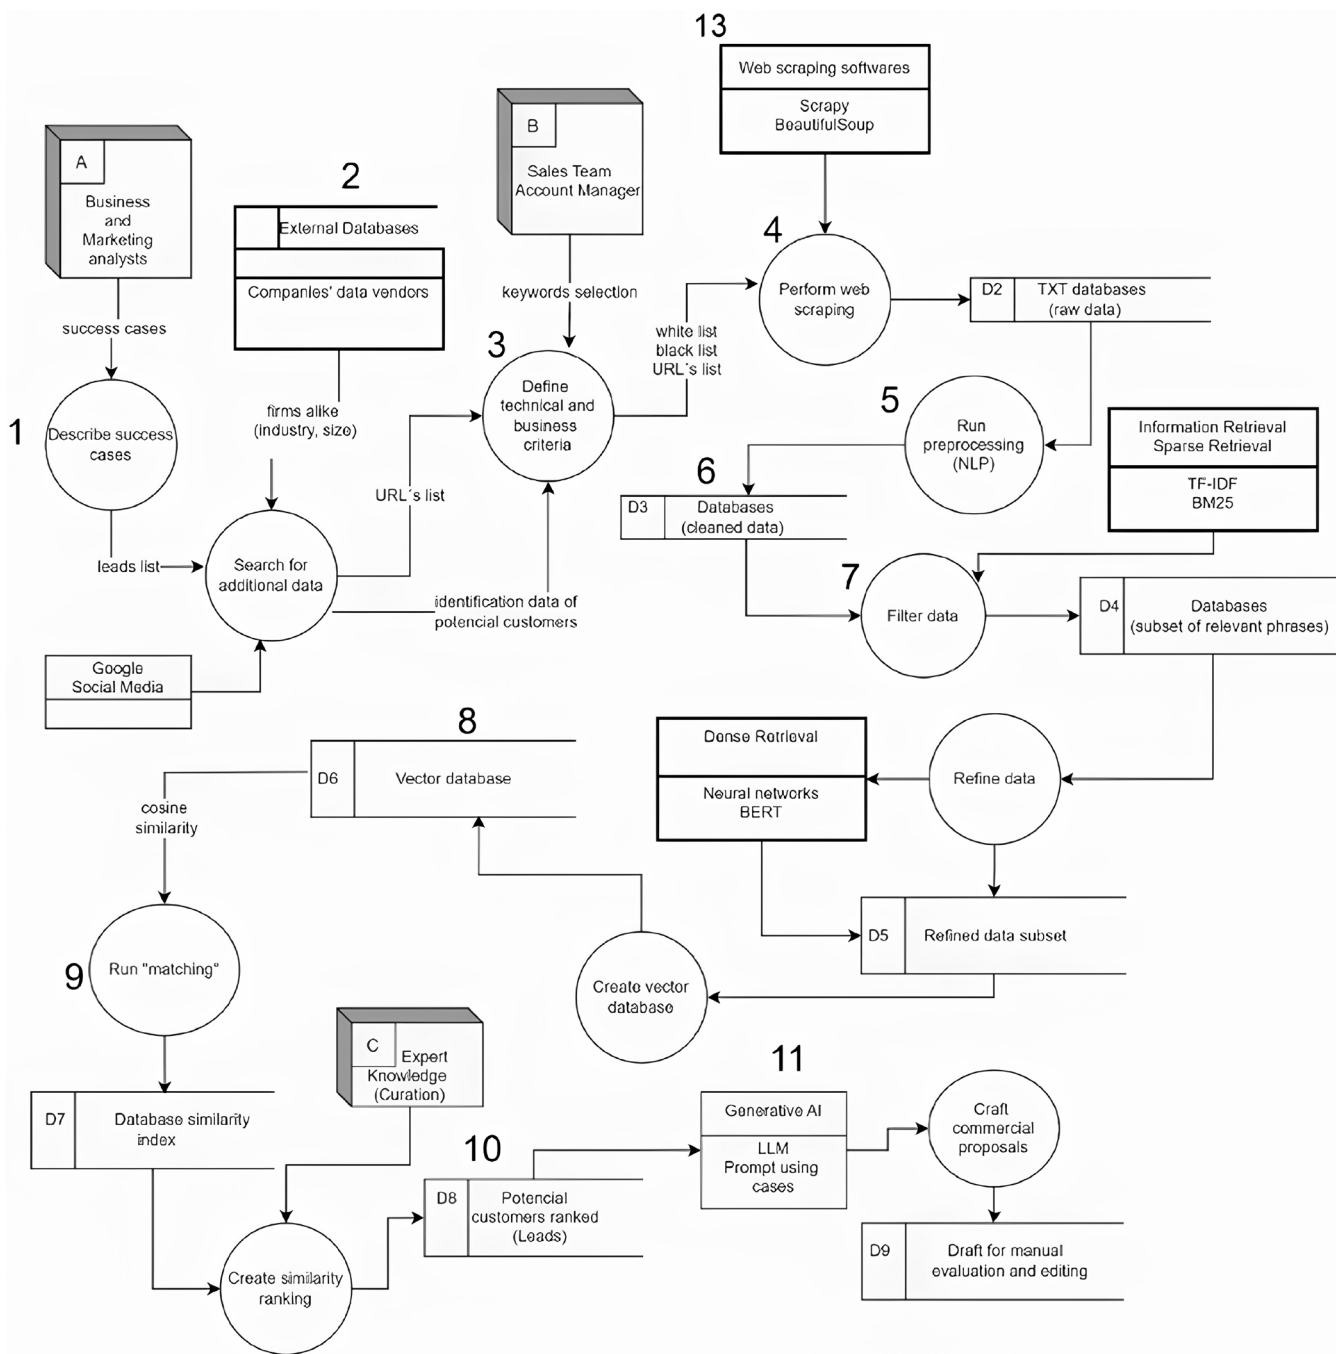 13
Web scraping softwares
Scrapy
BeautifulSoup
A
Business
and
Marketing
analysts
2
External Databases
Companies' data vendors
B
Sales Team
Account Manager
success cases
keywords selection
firms alike
(industry, size)
1
Describe success
cases
3
Define
technical and
business
criteria
white list
black list
URL´s list
4
Perform web
scraping
D2
TXT databases
(raw data)
5
Run
preprocessing
(NLP)
Information Retrieval
Sparse Retrieval
TF-IDF
BM25
URL´s list
6
D3
Databases
(cleaned data)
leads list
Search for
additional data
identification data of
potencial customers
7
Filter data
D4
Databases
(subset of relevant phrases)
Google
Social Media
8
D6
Vector database
Dense Retrieval
Neural networks
BERT
Refine data
cosine
similarity
D5
Refined data subset
9
Run "matching"
Create vector
database
C
Expert
Knowledge
(Curation)
D7
Database similarity
index
10
D8
Potencial
customers ranked
(Leads)
11
Generative AI
LLM
Prompt using
cases
Craft
commercial
proposals
Create similarity
ranking
D9
Draft for manual
evaluation and editing